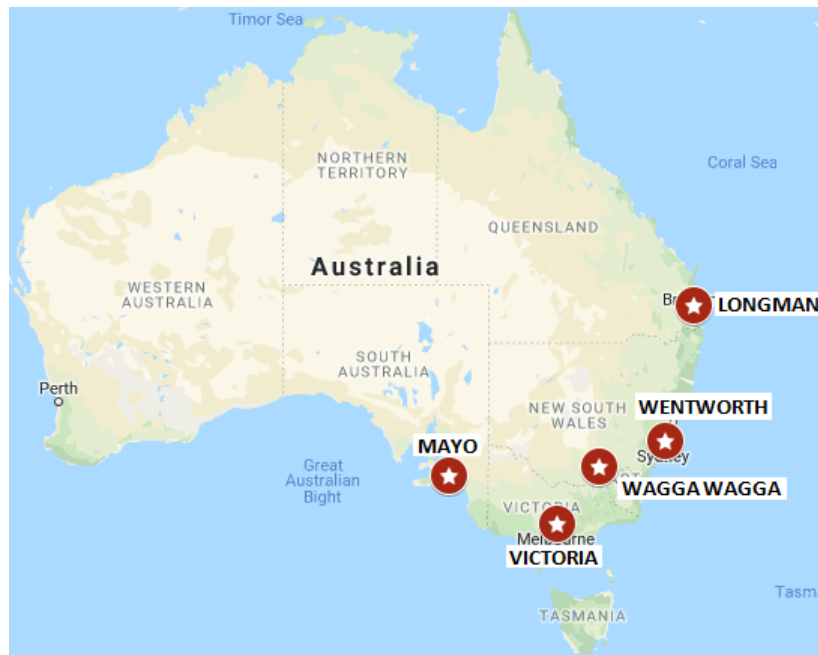 Timor Sea
NORTHERN
TERRITORY
Coral Sea
QUEENSLAND
Australia
WESTERN
AUSTRALIA
LONGMAN
SOUTH
AUSTRALIA
Perth
NEW SOUTH
WALES
WENTWORTH
MAYO
Sydney
Great
Australian
Bight
WAGGA WAGGA
VICTORIA
Melbourne
VICTORIA
TASMANIA